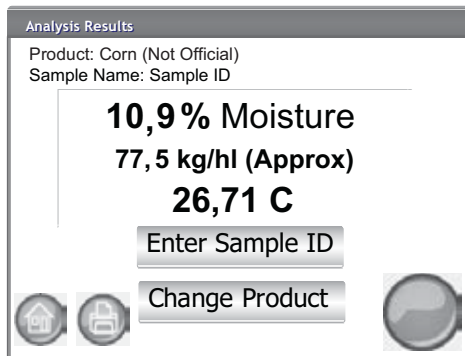 Analysis Results
Product: Corn (Not Official)
Sample Name: Sample ID
10,9% Moisture
77,5 kg/hl (Approx)
26,71 C
Enter Sample ID
Change Product